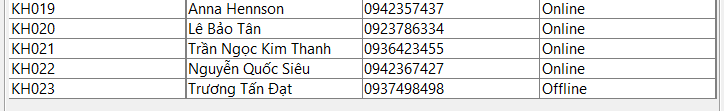 KH019 Anna Hennson 0942357437 Online
KH020 Lê Bảo Tân 0923786334 Online
KH021 Trần Ngọc Kim Thanh 0936423455 Online
KH022 Nguyễn Quốc Siêu 0942367427 Online
KH023 Trương Tấn Đạt 0937498498 Offline